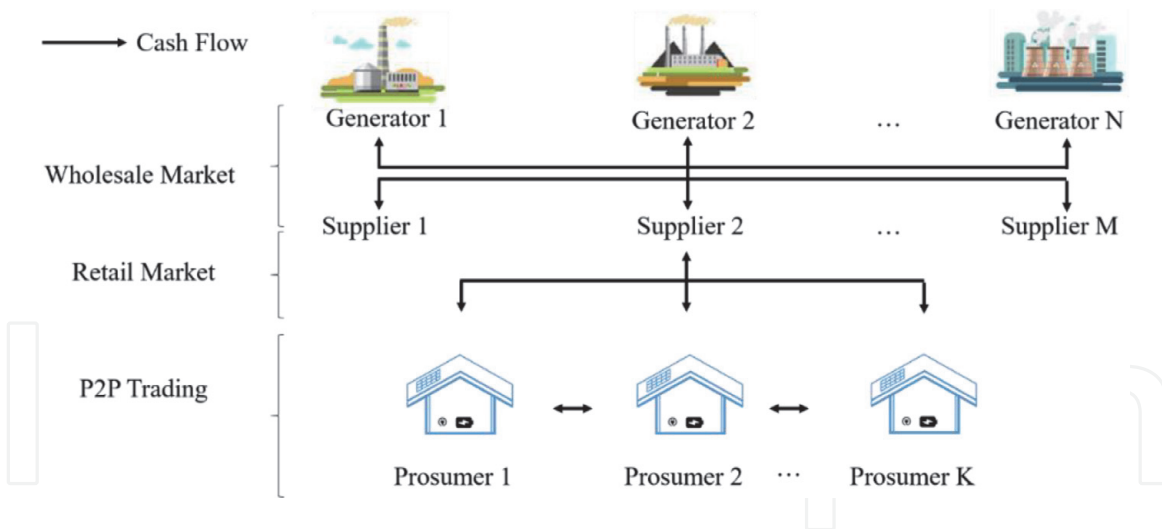 Cash Flow
Generator 1
Generator 2
...
Generator N
Wholesale Market
Supplier 1
Supplier 2
...
Supplier M
Retail Market
P2P Trading
Prosumer 1
Prosumer 2
...
Prosumer K